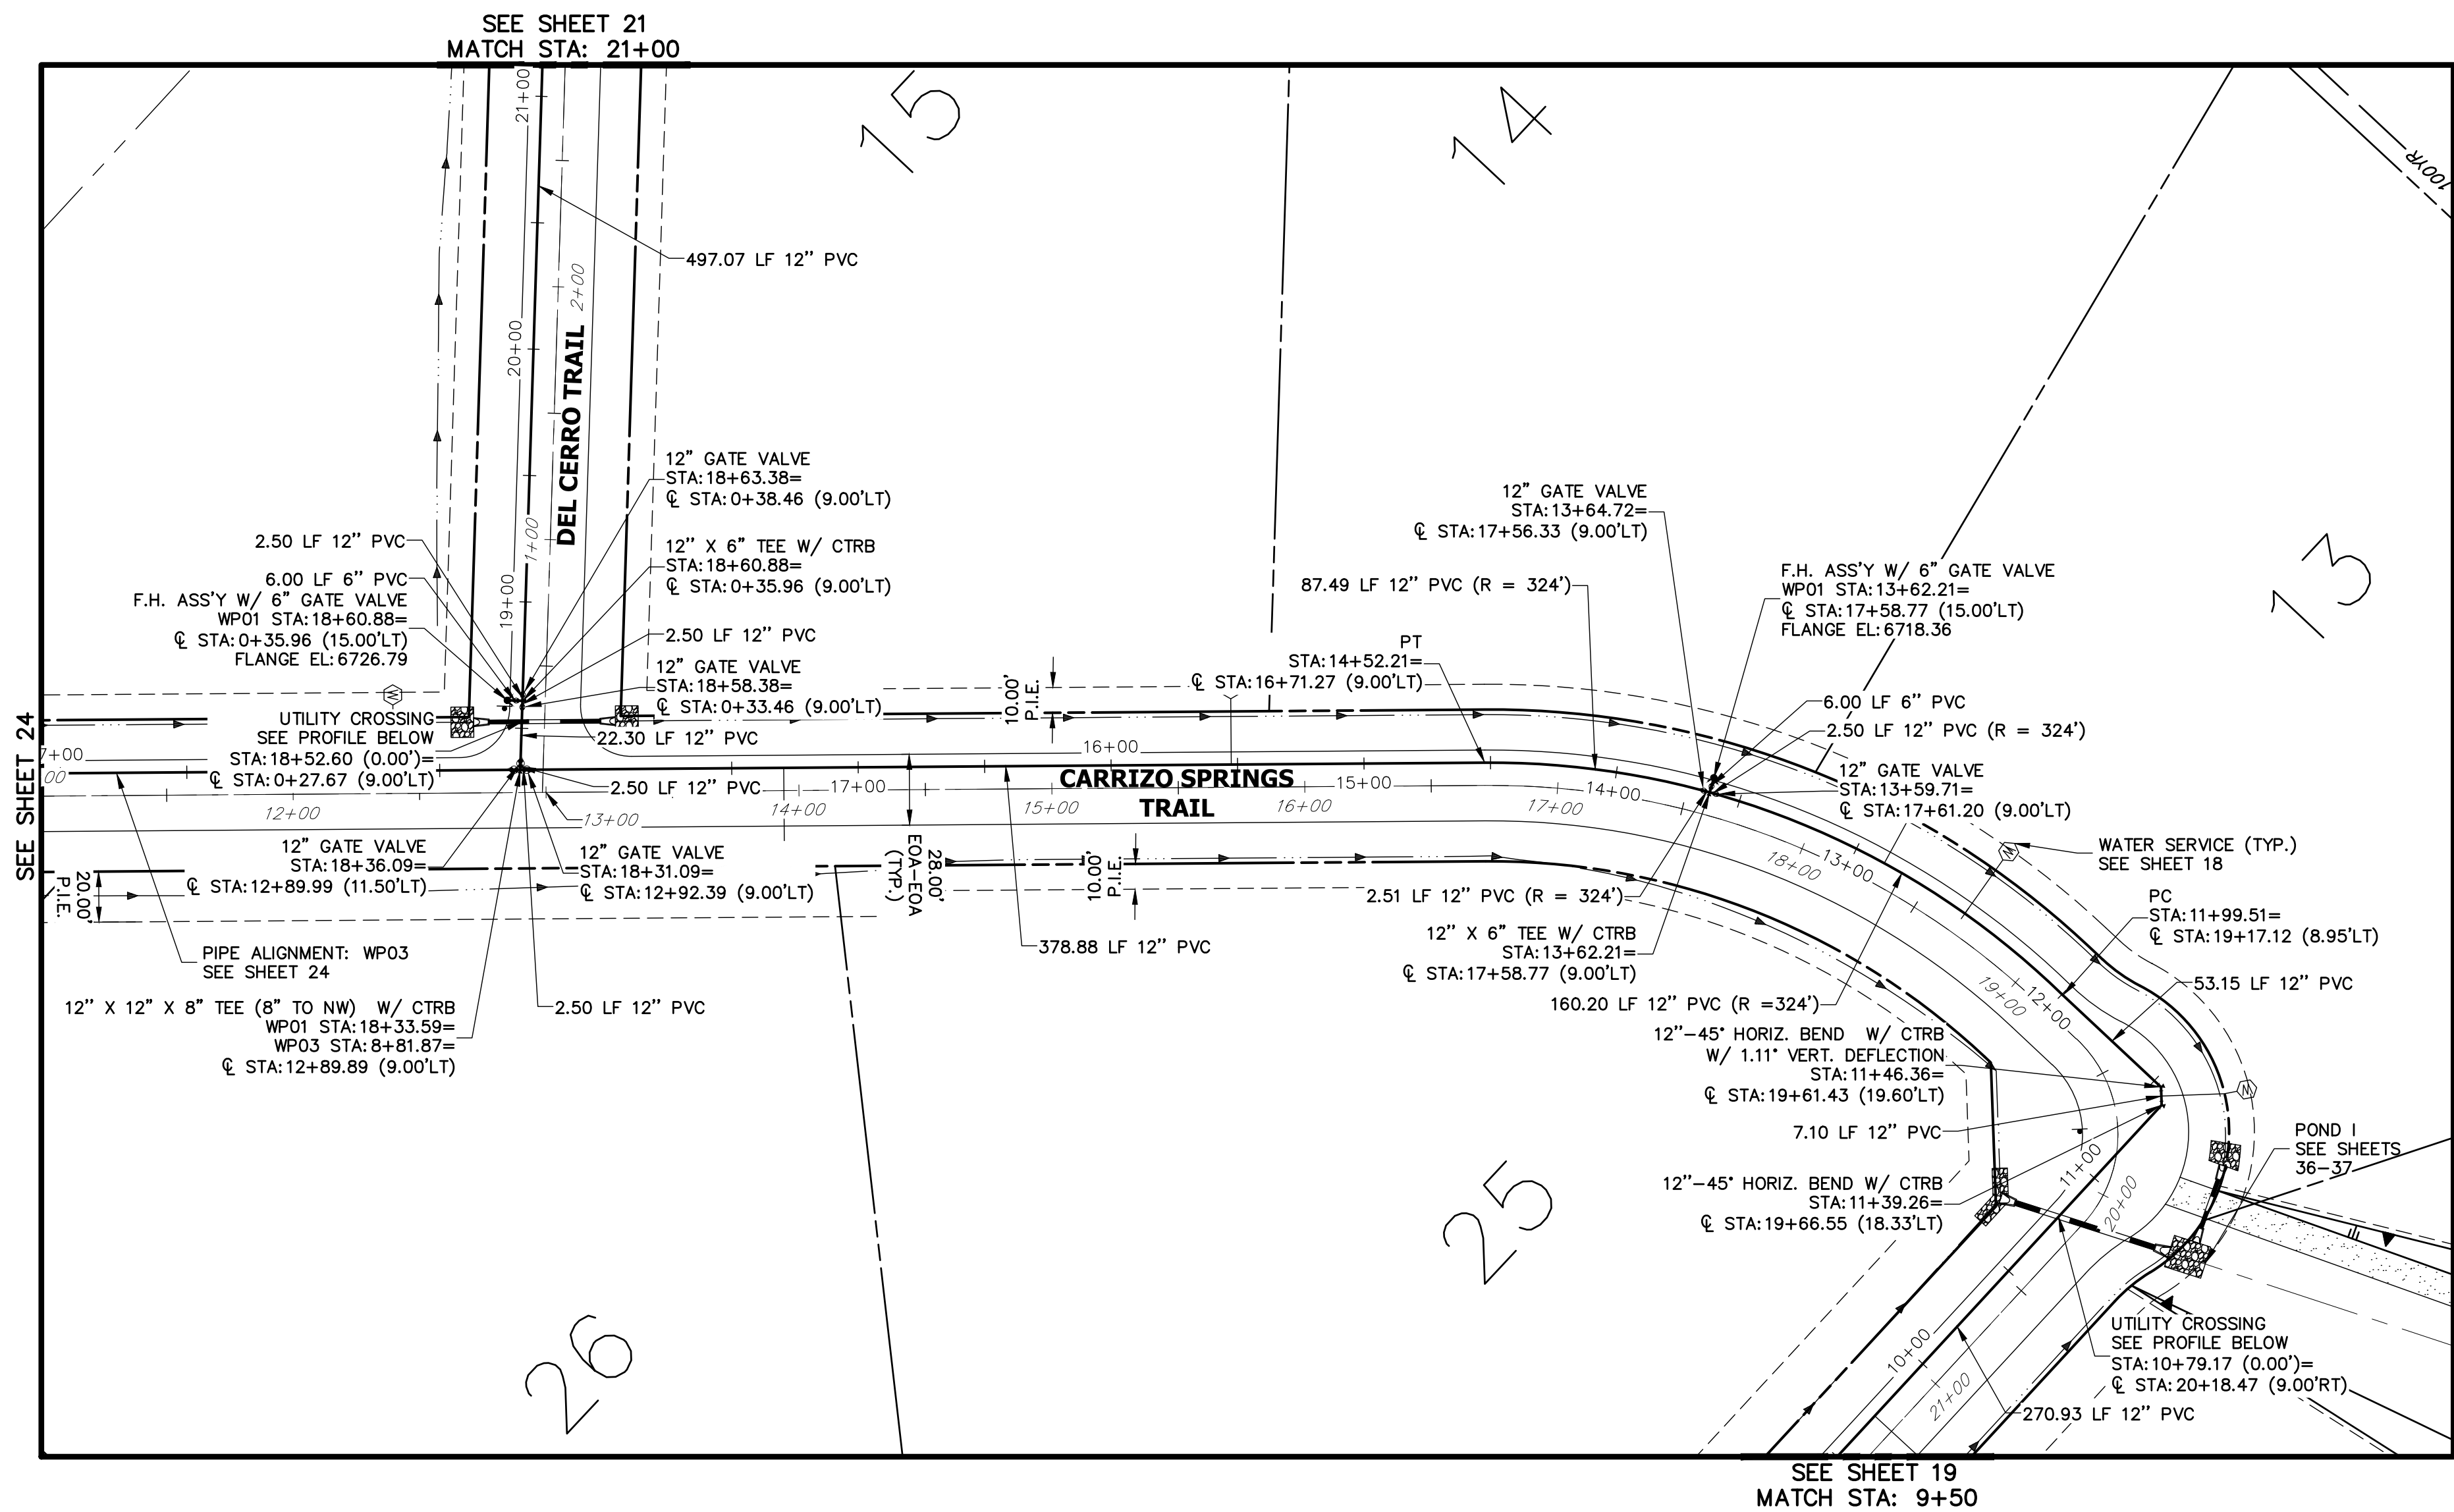 SEE SHEET 21
MATCH STA: 21+00
15
14
100YR
21+00
20+00
19+00
2+00
1+00
DEL CERRO TRAIL
497.07 LF 12" PVC
12" GATE VALVE
STA:18+63.38=
℄ STA:0+38.46 (9.00'LT)
12" X 6" TEE W/ CTRB
STA:18+60.88=
℄ STA:0+35.96 (9.00'LT)
2.50 LF 12" PVC
12" GATE VALVE
STA:18+58.38=
℄ STA:0+33.46 (9.00'LT)
22.30 LF 12" PVC
2.50 LF 12" PVC
6.00 LF 6" PVC
F.H. ASS'Y W/ 6" GATE VALVE
WP01 STA:18+60.88=
℄ STA:0+35.96 (15.00'LT)
FLANGE EL:6726.79
W
UTILITY CROSSING
SEE PROFILE BELOW
STA:18+52.60 (0.00')=
℄ STA:0+27.67 (9.00'LT)
SEE SHEET 24
7+00
00
12+00
13+00
14+00
15+00
16+00
17+00
17+00
16+00
15+00
14+00
CARRIZO SPRINGS
TRAIL
2.50 LF 12" PVC
12" GATE VALVE
STA:18+36.09=
℄ STA:12+89.99 (11.50'LT)
12" GATE VALVE
STA:18+31.09=
℄ STA:12+92.39 (9.00'LT)
20.00'
P.I.E.
PIPE ALIGNMENT: WP03
SEE SHEET 24
12" X 12" X 8" TEE (8" TO NW) W/ CTRB
WP01 STA:18+33.59=
WP03 STA:8+81.87=
℄ STA:12+89.89 (9.00'LT)
2.50 LF 12" PVC
28.00'
EOA-EOA
(TYP.)
10.00'
P.I.E.
10.00'
P.I.E.
378.88 LF 12" PVC
12" GATE VALVE
STA:13+64.72=
℄ STA:17+56.33 (9.00'LT)
87.49 LF 12" PVC (R = 324')
PT
STA:14+52.21=
℄ STA:16+71.27 (9.00'LT)
F.H. ASS'Y W/ 6" GATE VALVE
WP01 STA:13+62.21=
℄ STA:17+58.77 (15.00'LT)
FLANGE EL:6718.36
13
6.00 LF 6" PVC
2.50 LF 12" PVC (R = 324')
12" GATE VALVE
STA:13+59.71=
℄ STA:17+61.20 (9.00'LT)
W
WATER SERVICE (TYP.)
SEE SHEET 18
PC
STA:11+99.51=
℄ STA:19+17.12 (8.95'LT)
53.15 LF 12" PVC
18+00
13+00
19+00
12+00
2.51 LF 12" PVC (R = 324')
12" X 6" TEE W/ CTRB
STA:13+62.21=
℄ STA:17+58.77 (9.00'LT)
160.20 LF 12" PVC (R =324')
12"-45° HORIZ. BEND W/ CTRB
W/ 1.11° VERT. DEFLECTION
STA:11+46.36=
℄ STA:19+61.43 (19.60'LT)
W
7.10 LF 12" PVC
12"-45° HORIZ. BEND W/ CTRB
STA:11+39.26=
℄ STA:19+66.55 (18.33'LT)
POND I
SEE SHEETS
36-37
11+00
20+00
10+00
21+00
25
26
UTILITY CROSSING
SEE PROFILE BELOW
STA:10+79.17 (0.00')=
℄ STA:20+18.47 (9.00'RT)
270.93 LF 12" PVC
SEE SHEET 19
MATCH STA: 9+50